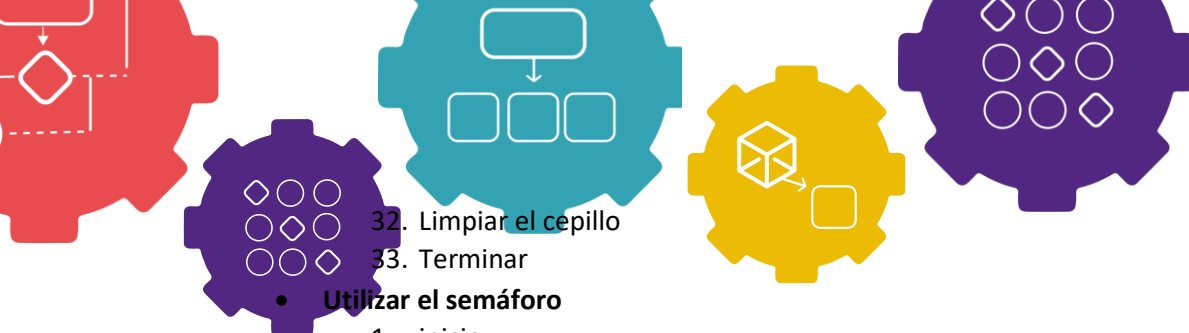 32. Limpiar el cepillo
33. Terminar
• Utilizar el semáforo